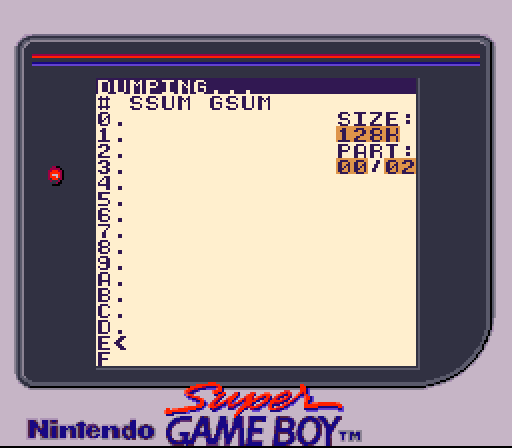 DUMPING...
# SSUM GSUM
0.
SIZE:
1.
128K
2.
PART:
3.
00/02
4.
5.
6.
7.
8.
9.
A.
B.
C.
D.
E<
F
Super
Nintendo GAME BOY™